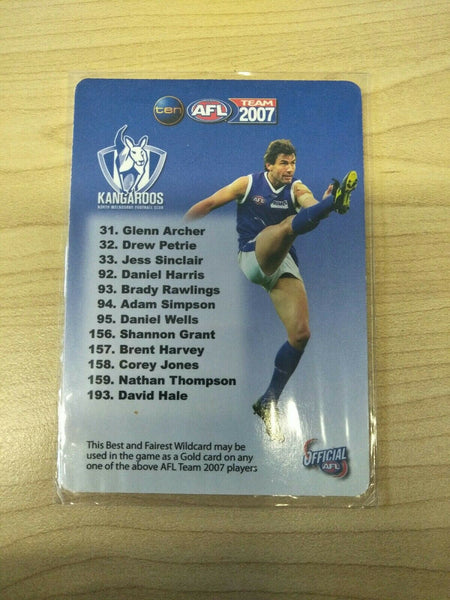 ten AFL TEAM 2007
KANGAROOS
NORTH MELBOURNE FOOTBALL CLUB
31. Glenn Archer
32. Drew Petrie
33. Jess Sinclair
92. Daniel Harris
93. Brady Rawlings
94. Adam Simpson
95. Daniel Wells
156. Shannon Grant
157. Brent Harvey
158. Corey Jones
159. Nathan Thompson
193. David Hale
This Best and Fairest Wildcard may be
used in the game as a Gold card on any
one of the above AFL Team 2007 players
OFFICIAL
AFL